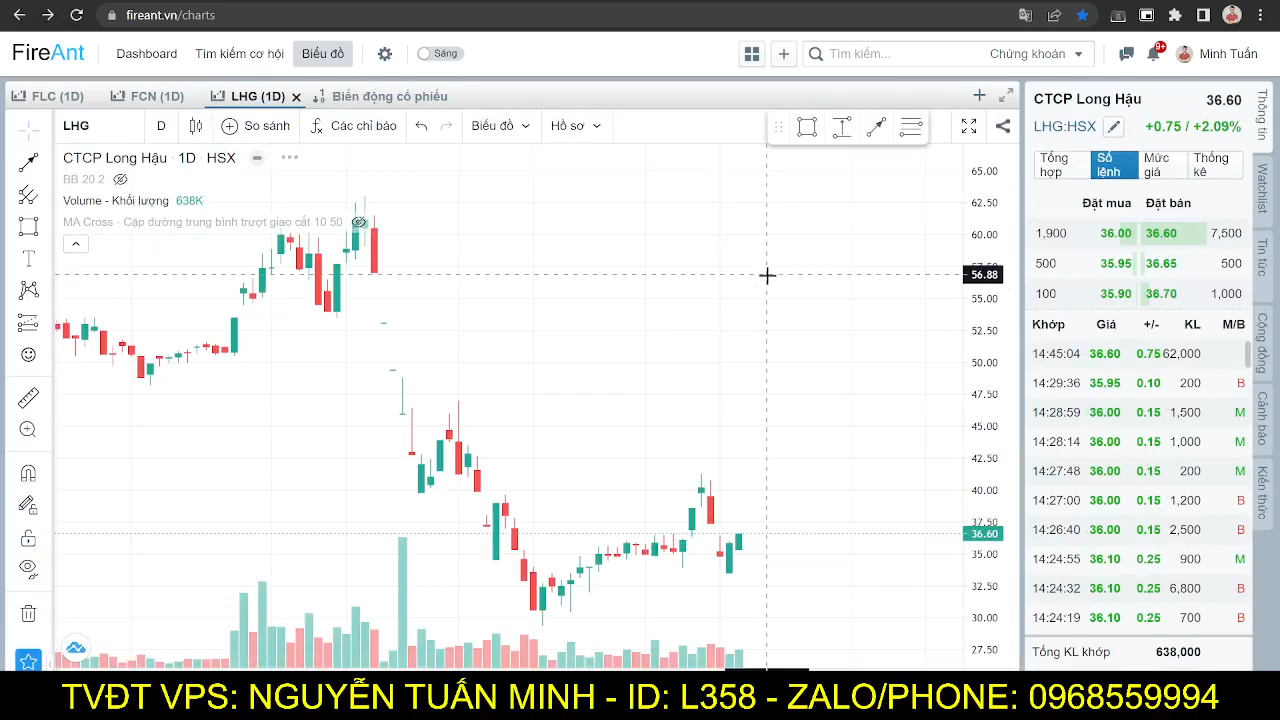 fireant.vn/charts
FireAnt
Dashboard
Tìm kiếm cơ hội
Biểu đồ
Sáng
Tìm kiếm...
Chứng khoán
9+
Minh Tuấn
FLC (1D)
FCN (1D)
LHG (1D)
Biến động cổ phiếu
LHG
D
So sánh
Các chỉ báo
Biểu đồ
Hồ sơ
CTCP Long Hậu 1D HSX
BB 20 2
Volume - Khối lượng 638K
MA Cross - Cặp đường trung bình trượt giao cắt 10 50
65.00
62.50
60.00
57.50
56.88
55.00
52.50
50.00
47.50
45.00
42.50
40.00
37.50
36.60
35.00
32.50
30.00
27.50
CTCP Long Hậu 36.60
LHG:HSX +0.75 / +2.09%
Tổng hợp
Sổ lệnh
Mức giá
Thống kê
Đặt mua Đặt bán
1,900 36.00 36.60 7,500
500 35.95 36.65 500
100 35.90 36.70 1,000
Khớp Giá +/- KL M/B
14:45:04 36.60 0.75 62,000
14:29:36 35.95 0.10 200 B
14:28:59 36.00 0.15 1,500 M
14:28:14 36.00 0.15 1,000 M
14:27:48 36.00 0.15 200 M
14:27:00 36.00 0.15 1,200 B
14:26:40 36.00 0.15 2,500 B
14:24:55 36.10 0.25 900 M
14:24:32 36.10 0.25 6,800 B
14:24:19 36.10 0.25 700 B
Tổng KL khớp 638,000
Thông tin
Watchlist
Tin tức
Cộng đồng
Cảnh báo
Kiến thức
TVĐT VPS: NGUYỄN TUẤN MINH - ID: L358 - ZALO/PHONE: 0968559994